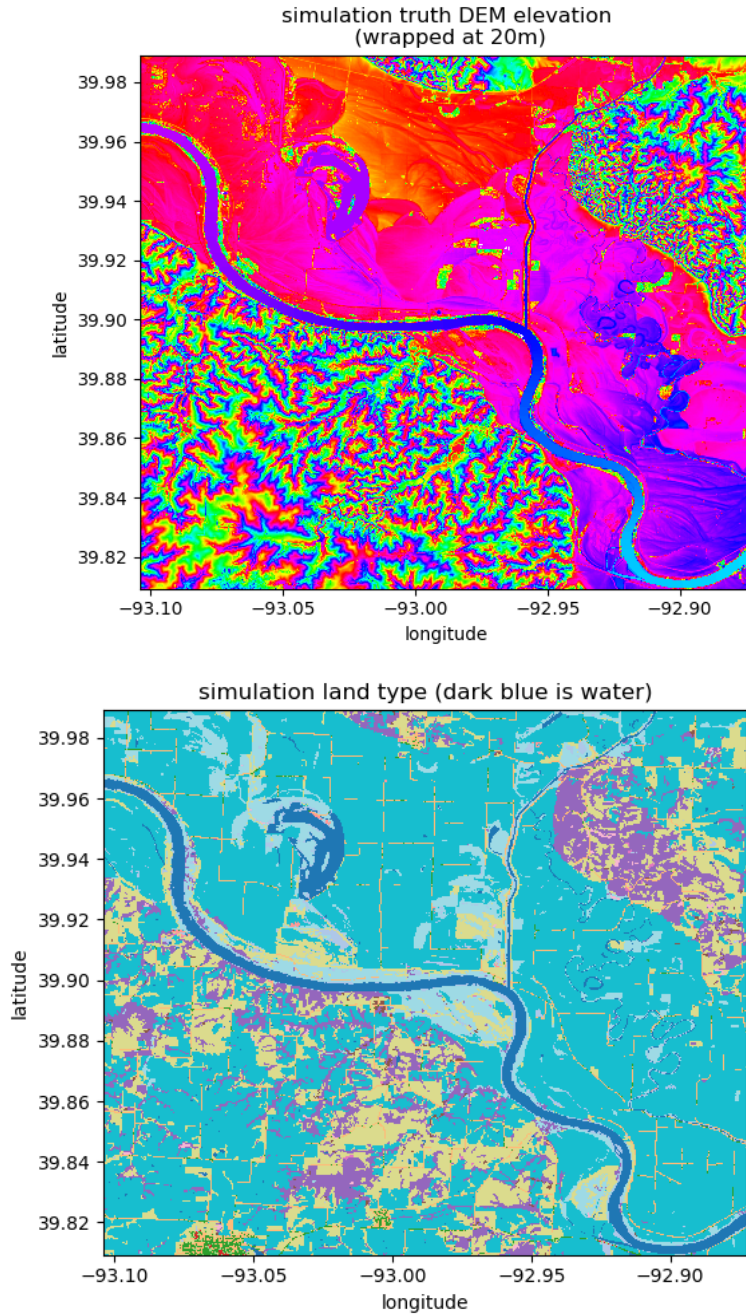 simulation truth DEM elevation
(wrapped at 20m)
39.98
39.96
39.94
39.92
39.90
39.88
39.86
39.84
39.82
latitude
−93.10 −93.05 −93.00 −92.95 −92.90
longitude
simulation land type (dark blue is water)
39.98
39.96
39.94
39.92
39.90
39.88
39.86
39.84
39.82
latitude
−93.10 −93.05 −93.00 −92.95 −92.90
longitude